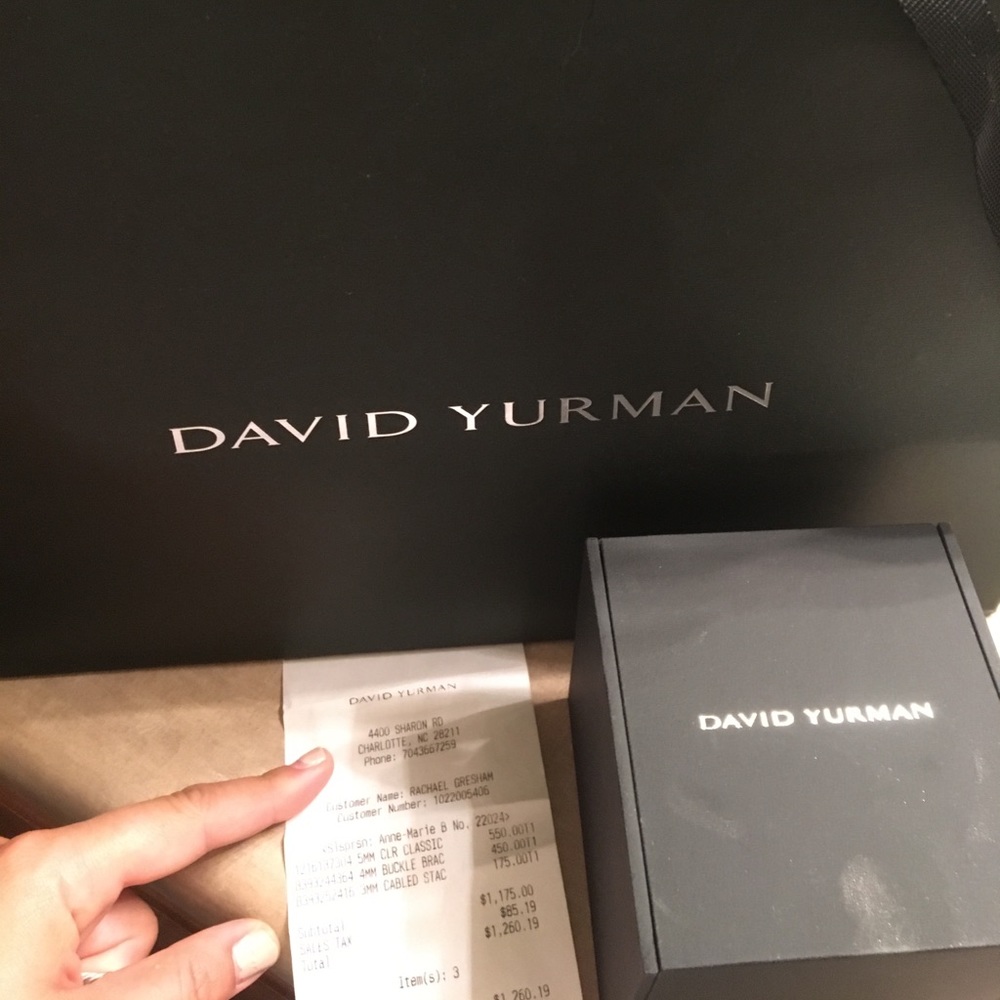 DAVID YURMAN
DAVID YURMAN
DAVID YURMAN
4400 SHARON RD
CHARLOTTE, NC 28211
Phone: 7043667259
Customer Name: RACHAEL GRESHAM
Customer Number: 1022005406
<Slsprsn: Anne-Marie B No. 22024>
5MM CLR CLASSIC 550.00T1
4MM BUCKLE BRAC 450.00T1
3MM CABLED STAC 175.00T1
Subtotal $1,175.00
SALES TAX $85.19
Total $1,260.19
Item(s): 3
$1,260.19